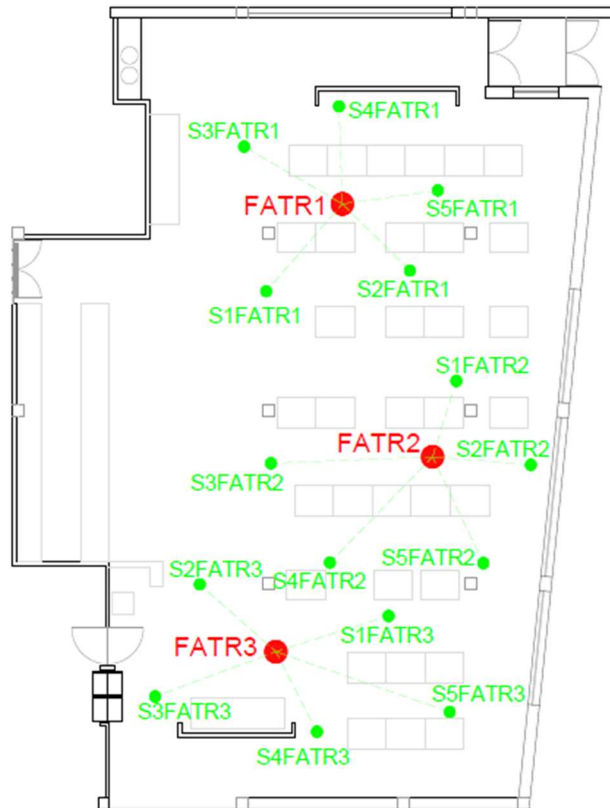 S4FATR1
S3FATR1
FATR1
S5FATR1
S2FATR1
S1FATR1
S1FATR2
FATR2
S2FATR2
S3FATR2
S5FATR2
S4FATR2
S2FATR3
S1FATR3
FATR3
S3FATR3
S5FATR3
S4FATR3